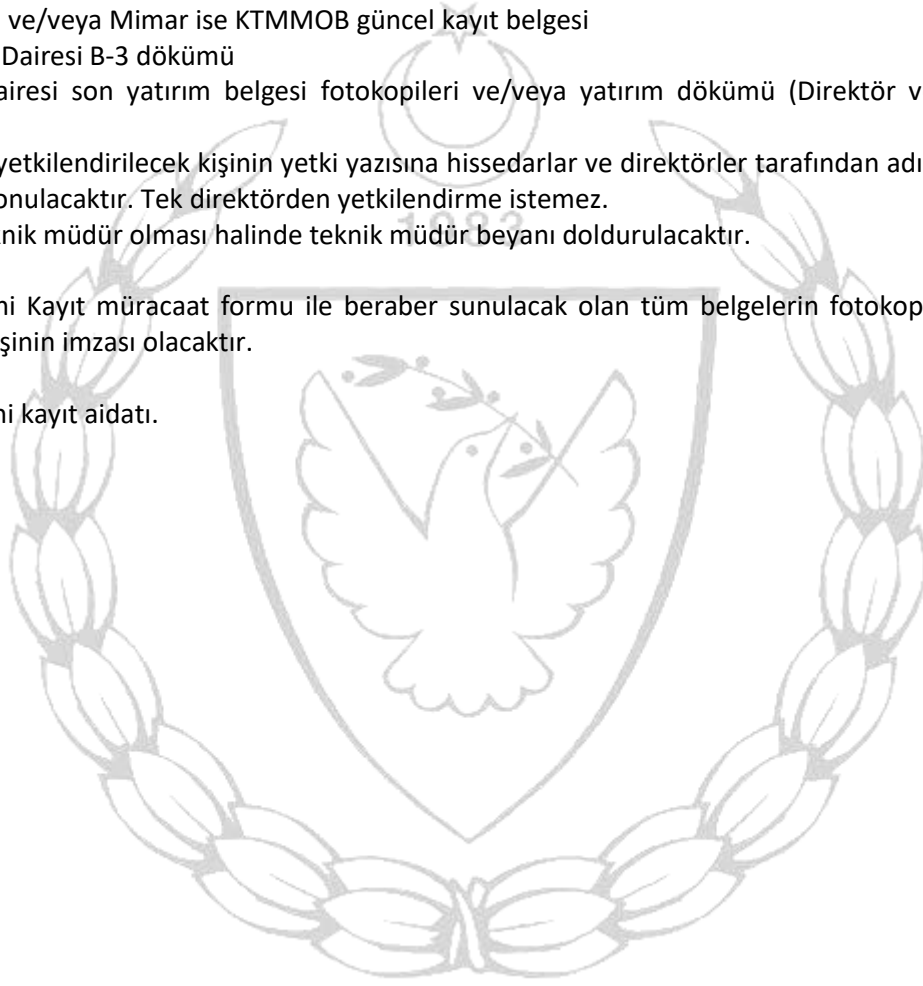 ve/veya Mimar ise KTMMOB güncel kayıt belgesi
Dairesi B-3 dökümü
airesi son yatırım belgesi fotokopileri ve/veya yatırım dökümü (Direktör v
yetkilendirilecek kişinin yetki yazısına hissedarlar ve direktörler tarafından adı
onulacaktır. Tek direktörden yetkilendirme istemez.
knik müdür olması halinde teknik müdür beyanı doldurulacaktır.
1983
ni Kayıt müracaat formu ile beraber sunulacak olan tüm belgelerin fotokop
şinin imzası olacaktır.
ni kayıt aidatı.